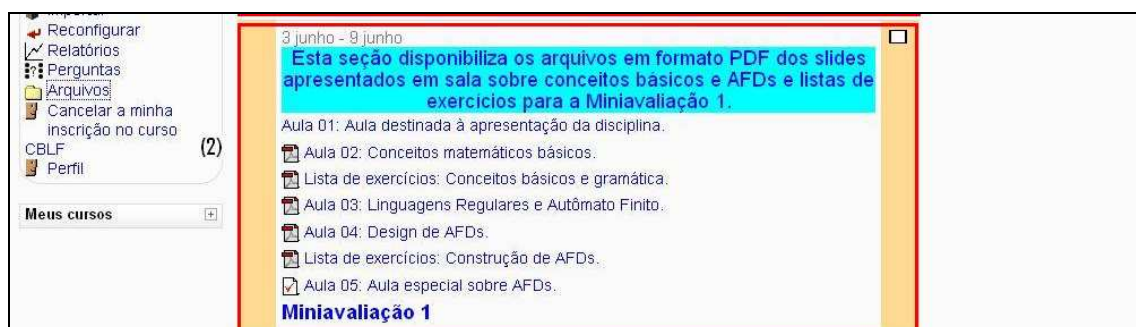 Importar
Reconfigurar
Relatórios
Perguntas
Arquivos
Cancelar a minha
inscrição no curso
CBLF
(2)
Perfil
Meus cursos
3 junho - 9 junho
Esta seção disponibiliza os arquivos em formato PDF dos slides
apresentados em sala sobre conceitos básicos e AFDs e listas de
exercícios para a Miniavaliação 1.
Aula 01: Aula destinada à apresentação da disciplina.
Aula 02: Conceitos matemáticos básicos.
Lista de exercícios: Conceitos básicos e gramática.
Aula 03: Linguagens Regulares e Autômato Finito.
Aula 04: Design de AFDs.
Lista de exercícios: Construção de AFDs.
Aula 05: Aula especial sobre AFDs.
Miniavaliação 1